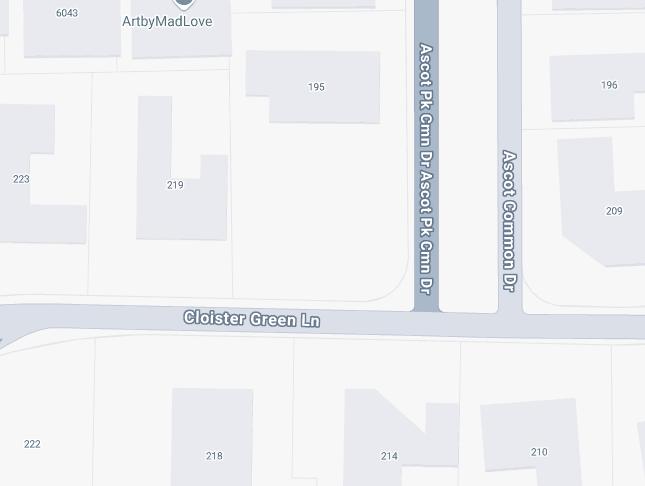 6043
ArtbyMadLove
195
196
Ascot Pk Cmn Dr Ascot Pk Cmn Dr
Ascot Common Dr
223
219
209
Cloister Green Ln
222
218
214
210